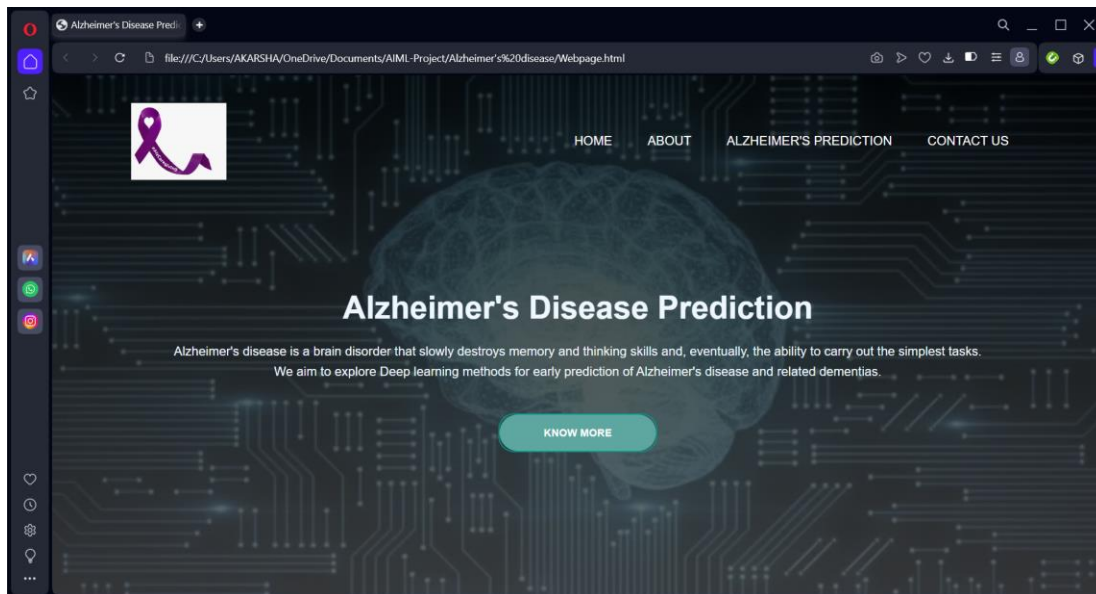 Alzheimer's Disease Predic
file:///C:/Users/AKARSHA/OneDrive/Documents/AIML-Project/Alzheimer's%20disease/Webpage.html
HOME ABOUT ALZHEIMER'S PREDICTION CONTACT US
Alzheimer's Disease Prediction
Alzheimer's disease is a brain disorder that slowly destroys memory and thinking skills and, eventually, the ability to carry out the simplest tasks.
We aim to explore Deep learning methods for early prediction of Alzheimer's disease and related dementias.
KNOW MORE